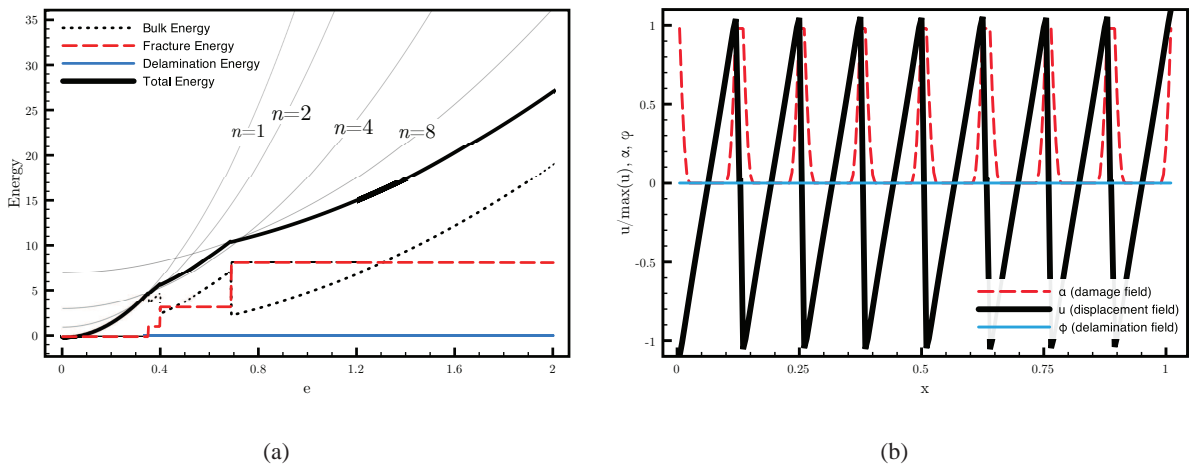 35
30
25
20
15
10
5
0
Energy
Bulk Energy
Fracture Energy
Delamination Energy
Total Energy
n=1
n=2
n=4
n=8
0
0.4
0.8
1.2
1.6
2
e
(a)
1
0.5
0
-0.5
-1
u/max(u), α, φ
α (damage field)
u (displacement field)
ϕ (delamination field)
0
0.25
0.5
0.75
1
x
(b)